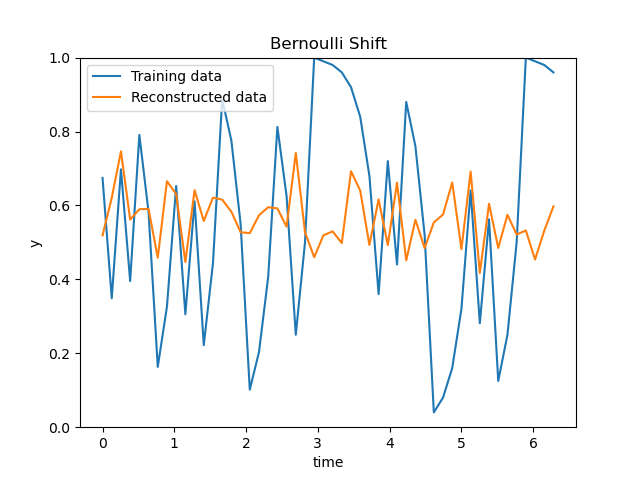 Bernoulli Shift
Training data
Reconstructed data
1.0
0.8
0.6
0.4
0.2
0.0
y
0 1 2 3 4 5 6
time